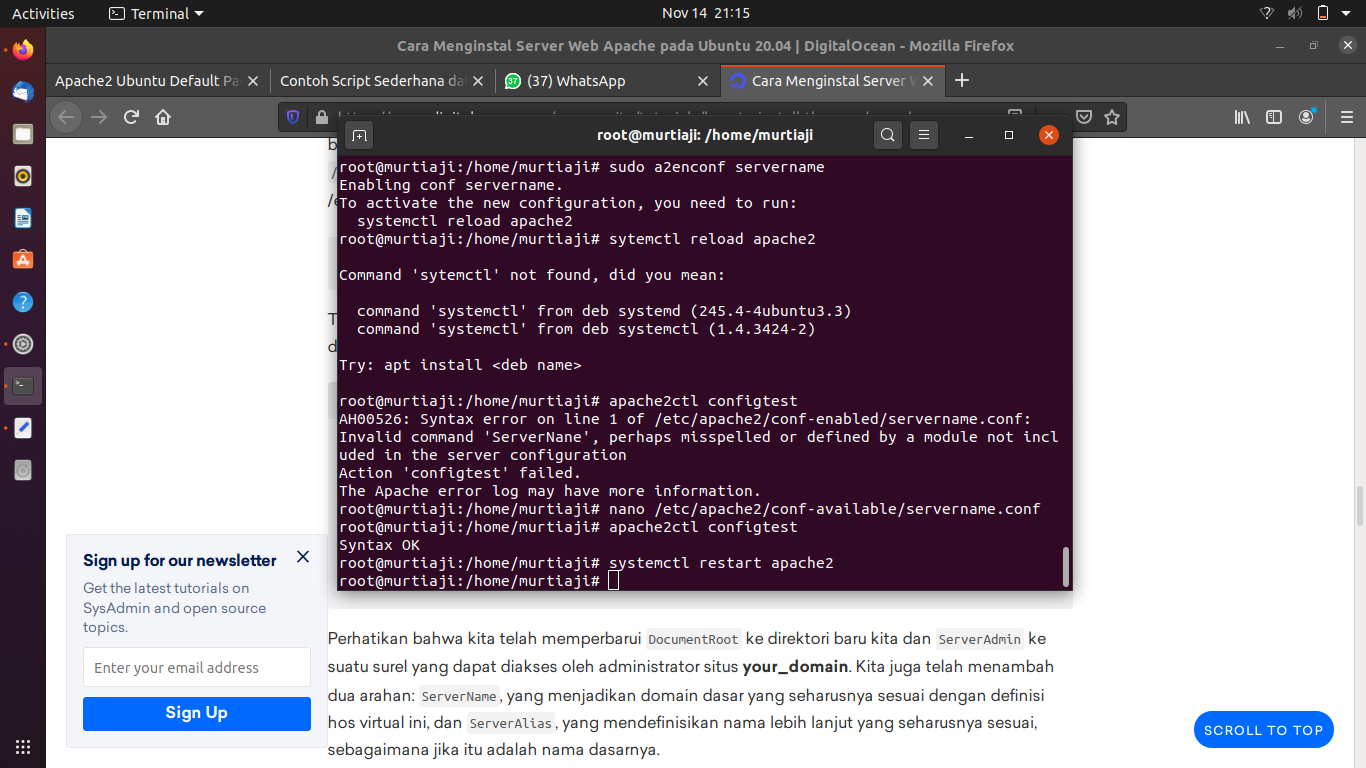 Activities
Terminal
Nov 14 21:15
Cara Menginstal Server Web Apache pada Ubuntu 20.04 | DigitalOcean - Mozilla Firefox
Apache2 Ubuntu Default Pa
Contoh Script Sederhana da
37
(37) WhatsApp
Cara Menginstal Server W
root@murtiaji: /home/murtiaji
root@murtiaji:/home/murtiaji# sudo a2enconf servername
Enabling conf servername.
To activate the new configuration, you need to run:
systemctl reload apache2
root@murtiaji:/home/murtiaji# sytemctl reload apache2
Command 'sytemctl' not found, did you mean:
command 'systemctl' from deb systemd (245.4-4ubuntu3.3)
command 'systemctl' from deb systemctl (1.4.3424-2)
Try: apt install <deb name>
root@murtiaji:/home/murtiaji# apache2ctl configtest
AH00526: Syntax error on line 1 of /etc/apache2/conf-enabled/servername.conf:
Invalid command 'ServerNane', perhaps misspelled or defined by a module not incl
uded in the server configuration
Action 'configtest' failed.
The Apache error log may have more information.
root@murtiaji:/home/murtiaji# nano /etc/apache2/conf-available/servername.conf
root@murtiaji:/home/murtiaji# apache2ctl configtest
Syntax OK
root@murtiaji:/home/murtiaji# systemctl restart apache2
root@murtiaji:/home/murtiaji#
Sign up for our newsletter
Get the latest tutorials on
SysAdmin and open source
topics.
Enter your email address
Sign Up
Perhatikan bahwa kita telah memperbarui DocumentRoot ke direktori baru kita dan ServerAdmin ke
suatu surel yang dapat diakses oleh administrator situs your_domain. Kita juga telah menambah
dua arahan: ServerName, yang menjadikan domain dasar yang seharusnya sesuai dengan definisi
hos virtual ini, dan ServerAlias, yang mendefinisikan nama lebih lanjut yang seharusnya sesuai,
sebagaimana jika itu adalah nama dasarnya.
SCROLL TO TOP